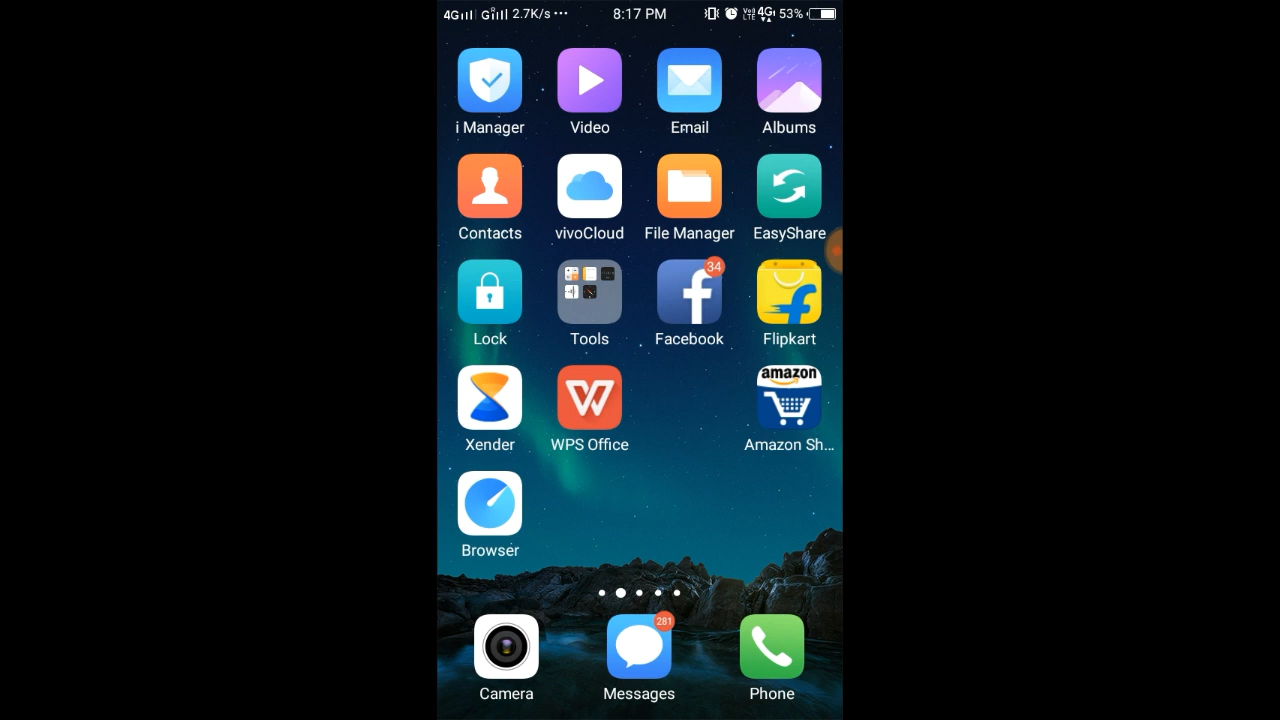 4G G 2.7K/s ... 8:17 PM VoLTE 4G 53%
i Manager Video Email Albums
Contacts vivoCloud File Manager EasyShare
34
Lock Tools Facebook Flipkart
amazon
Xender WPS Office Amazon Sh...
Browser
281
Camera Messages Phone